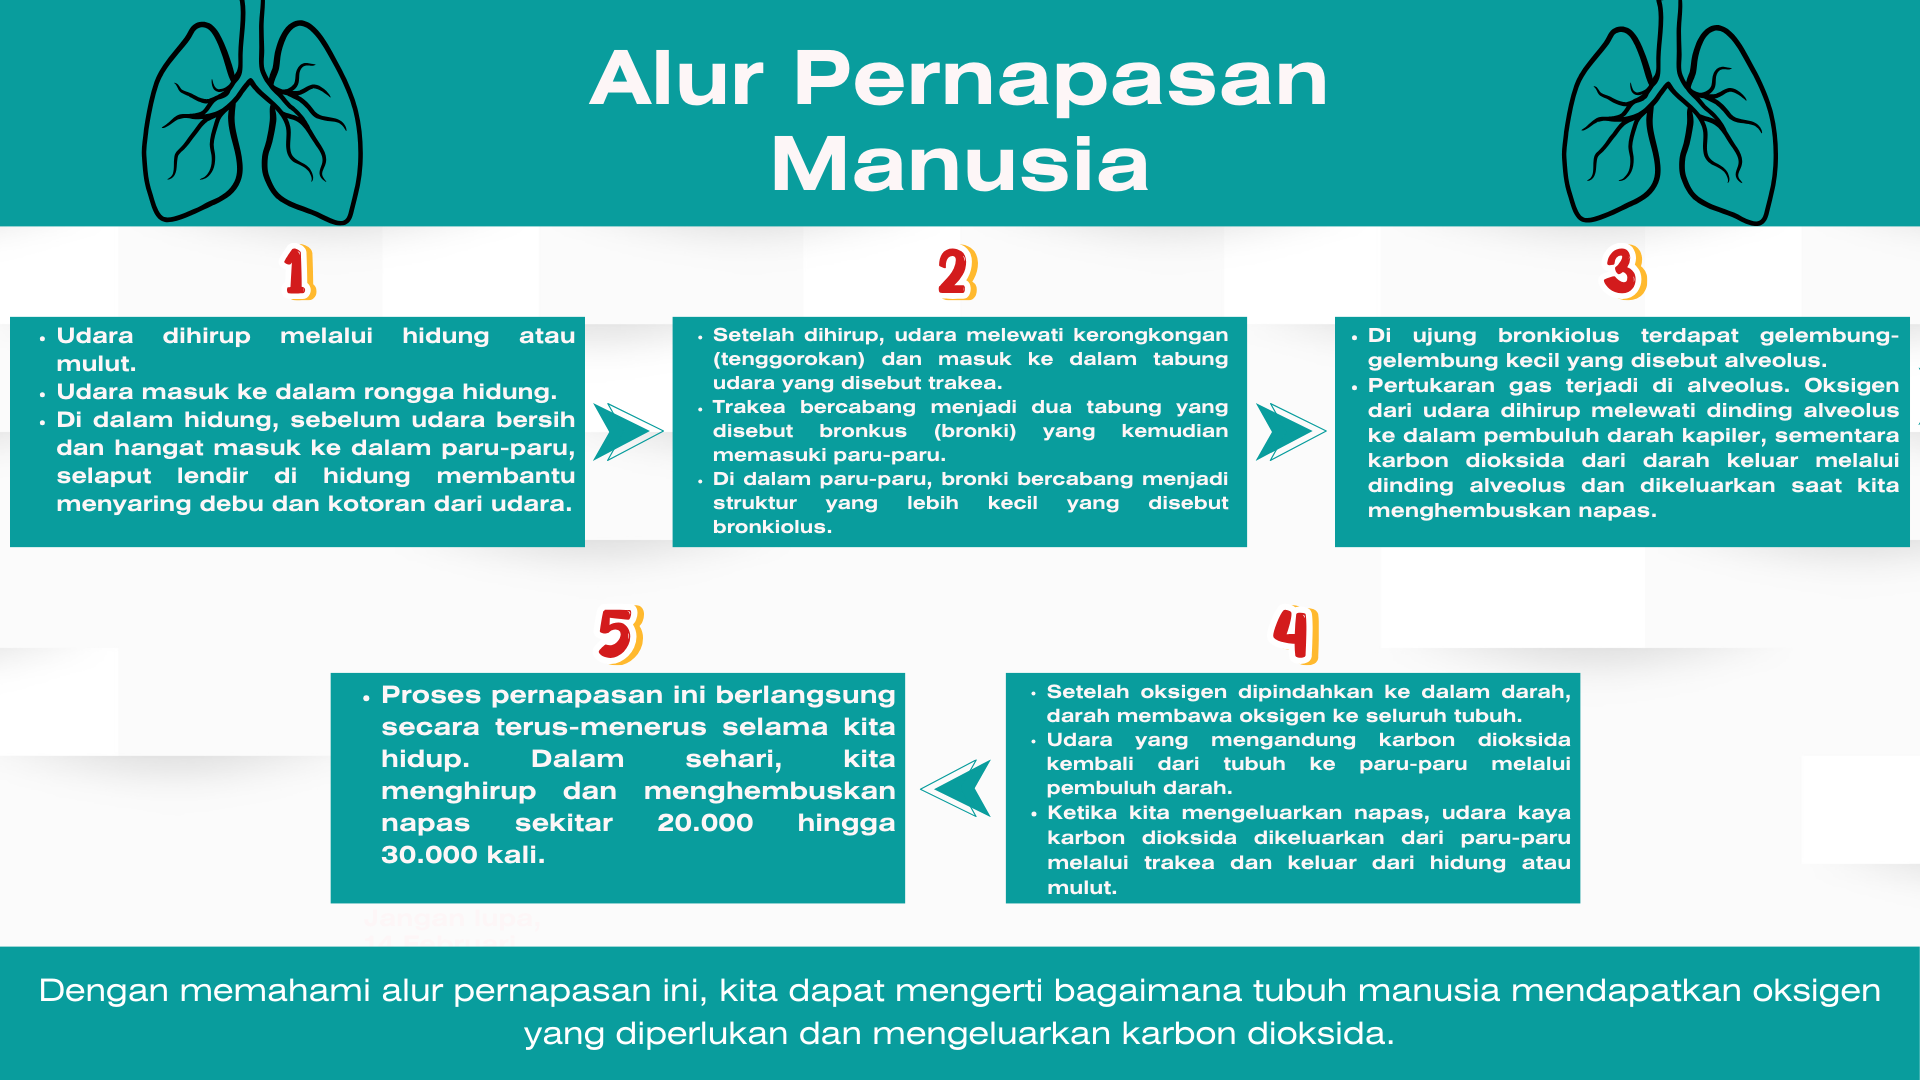 Alur Pernapasan
Manusia
1
• Udara dihirup melalui hidung atau
mulut.
• Udara masuk ke dalam rongga hidung.
• Di dalam hidung, sebelum udara bersih
dan hangat masuk ke dalam paru-paru,
selaput lendir di hidung membantu
menyaring debu dan kotoran dari udara.
2
• Setelah dihirup, udara melewati kerongkongan
(tenggorokan) dan masuk ke dalam tabung
udara yang disebut trakea.
• Trakea bercabang menjadi dua tabung yang
disebut bronkus (bronki) yang kemudian
memasuki paru-paru.
• Di dalam paru-paru, bronki bercabang menjadi
struktur yang lebih kecil yang disebut
bronkiolus.
3
• Di ujung bronkiolus terdapat gelembung-
gelembung kecil yang disebut alveolus.
• Pertukaran gas terjadi di alveolus. Oksigen
dari udara dihirup melewati dinding alveolus
ke dalam pembuluh darah kapiler, sementara
karbon dioksida dari darah keluar melalui
dinding alveolus dan dikeluarkan saat kita
menghembuskan napas.
4
• Setelah oksigen dipindahkan ke dalam darah,
darah membawa oksigen ke seluruh tubuh.
• Udara yang mengandung karbon dioksida
kembali dari tubuh ke paru-paru melalui
pembuluh darah.
• Ketika kita mengeluarkan napas, udara kaya
karbon dioksida dikeluarkan dari paru-paru
melalui trakea dan keluar dari hidung atau
mulut.
5
• Proses pernapasan ini berlangsung
secara terus-menerus selama kita
hidup. Dalam sehari, kita
menghirup dan menghembuskan
napas sekitar 20.000 hingga
30.000 kali.
Jangan lupa,
Dengan memahami alur pernapasan ini, kita dapat mengerti bagaimana tubuh manusia mendapatkan oksigen
yang diperlukan dan mengeluarkan karbon dioksida.